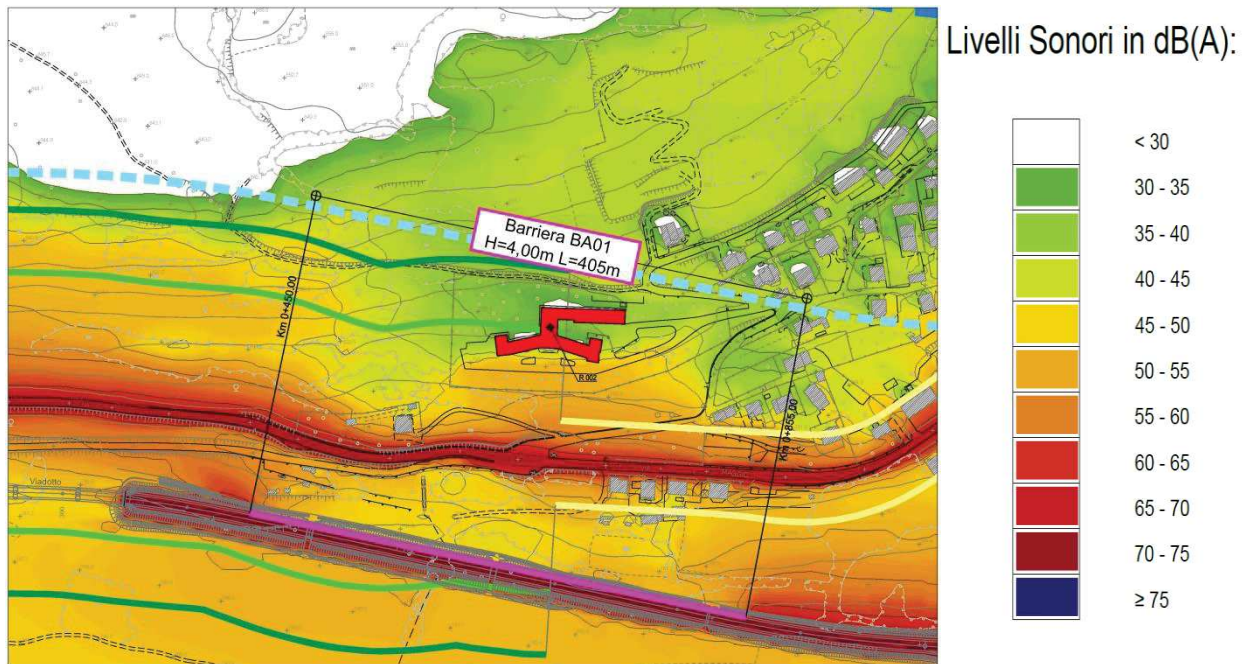 Livelli Sonori in dB(A):
Barriera BA01
H=4,00m L=405m
Km 0+450,00
Km 0+855,00
R 002
Viadotto
< 30
30 - 35
35 - 40
40 - 45
45 - 50
50 - 55
55 - 60
60 - 65
65 - 70
70 - 75
≥ 75